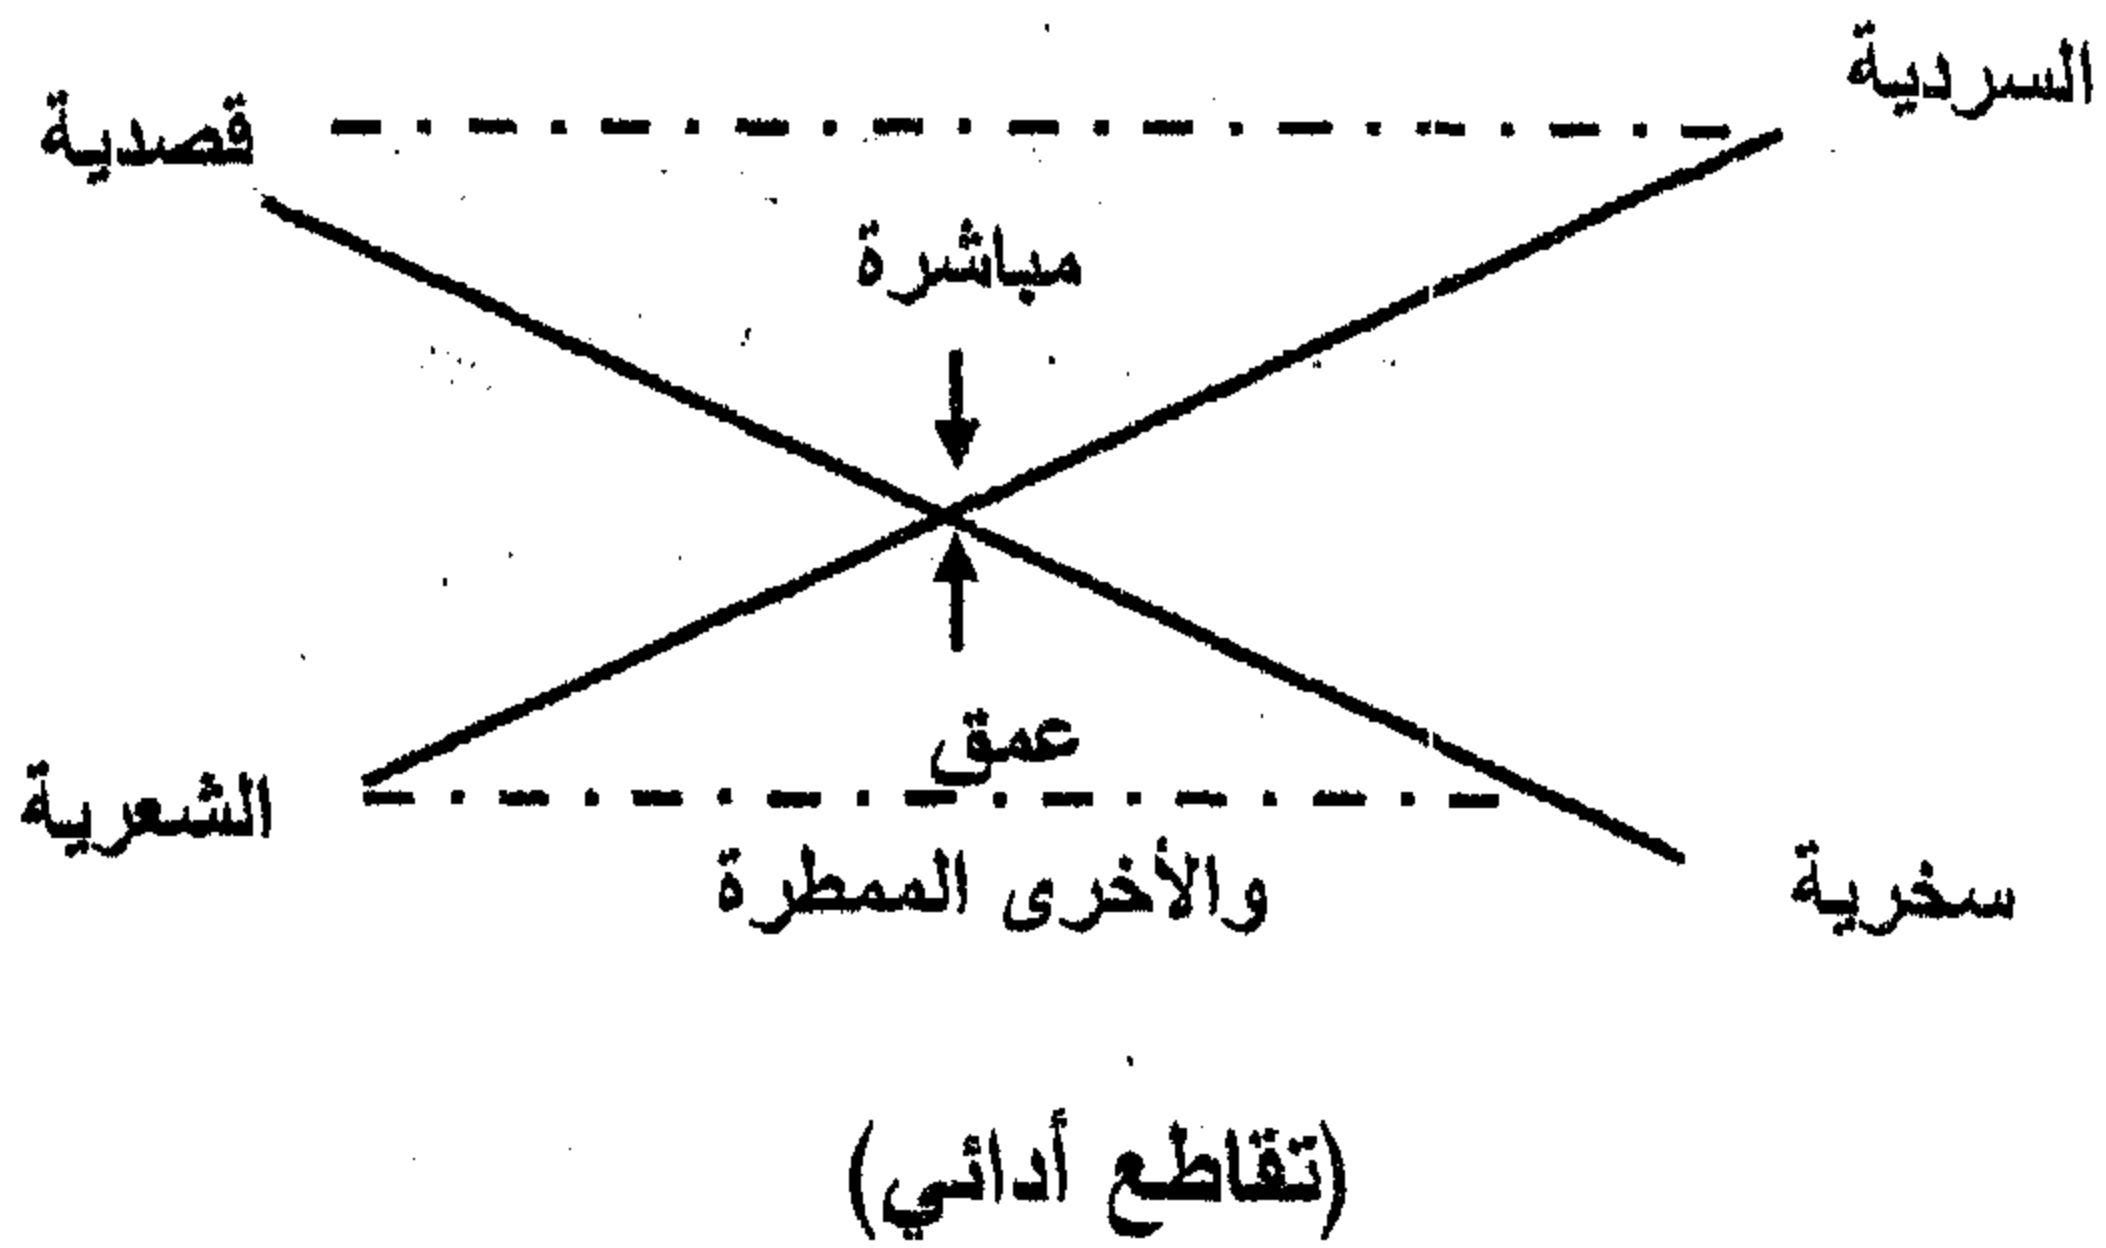 السردية
قصدية
مباشرة
عمق
الشعرية
والأخرى الممطرة
سخرية
(تقاطع أدائي)